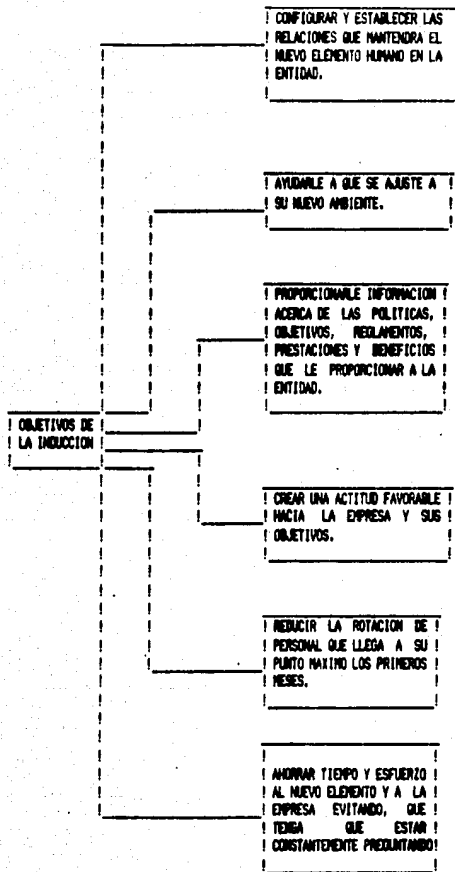 CONFIGURAR Y ESTABLECER LAS
RELACIONES QUE MANTENDRA EL
NUEVO ELEMENTO HUMANO EN LA
ENTIDAD.
AYUDARLE A QUE SE AJUSTE A
SU NUEVO AMBIENTE.
PROPORCIONARLE INFORMACION
ACERCA DE LAS POLITICAS,
OBJETIVOS, REGLAMENTOS,
PRESTACIONES Y BENEFICIOS
QUE LE PROPORCIONAR A LA
ENTIDAD.
OBJETIVOS DE
LA INDUCCION
CREAR UNA ACTITUD FAVORABLE
HACIA LA EMPRESA Y SUS
OBJETIVOS.
REDUCIR LA ROTACION DE
PERSONAL QUE LLEGA A SU
PUNTO MAXIMO LOS PRIMEROS
MESES.
AHORRAR TIEMPO Y ESFUERZO
AL NUEVO ELEMENTO Y A LA
EMPRESA EVITANDO, QUE
TENGA QUE ESTAR
CONSTANTEMENTE PREGUNTANDO